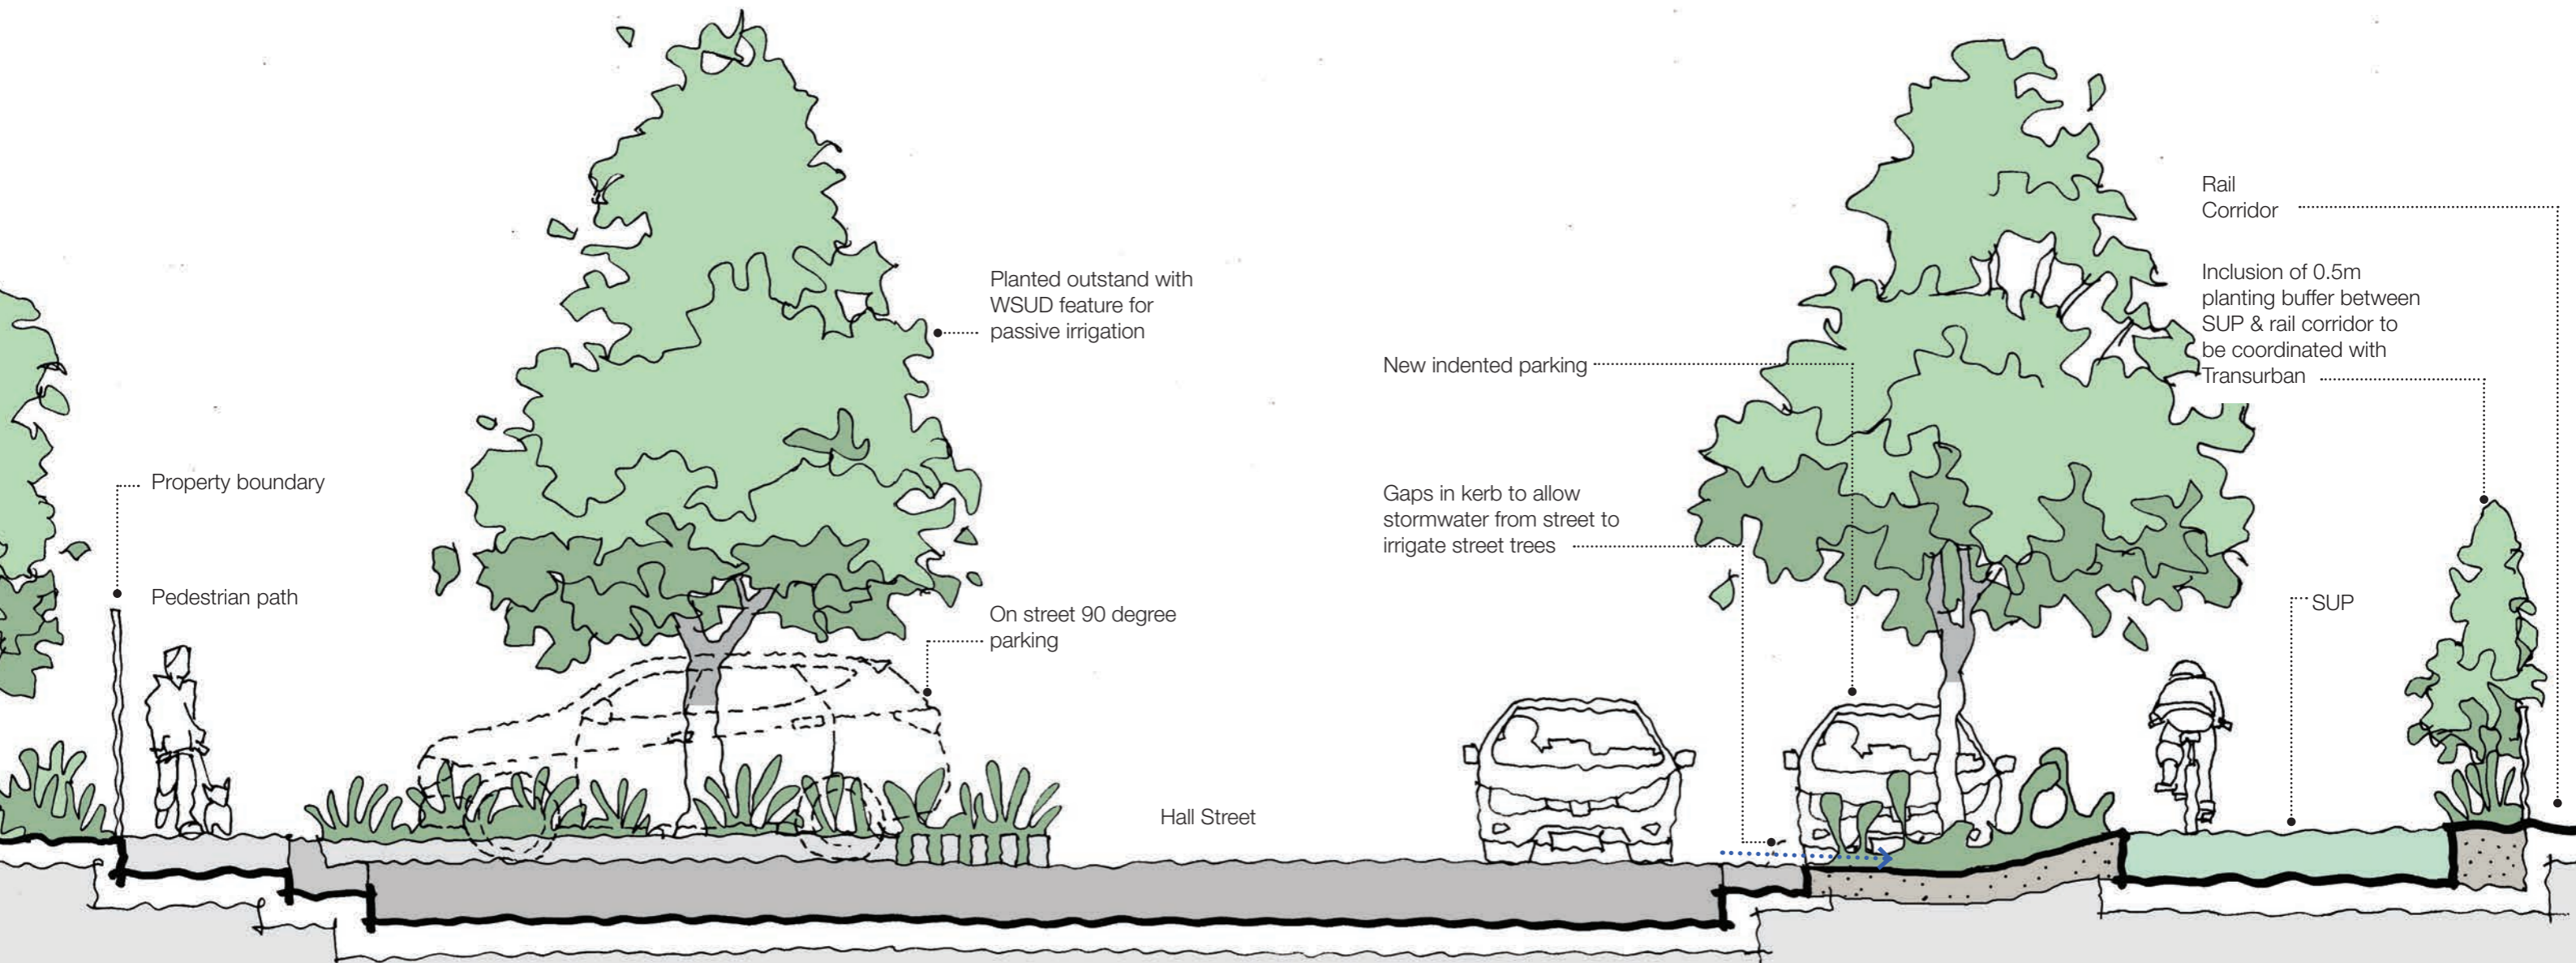 Property boundary
Pedestrian path
Planted outstand with
WSUD feature for
passive irrigation
On street 90 degree
parking
Hall Street
New indented parking
Gaps in kerb to allow
stormwater from street to
irrigate street trees
Rail
Corridor
Inclusion of 0.5m
planting buffer between
SUP & rail corridor to
be coordinated with
Transurban
SUP